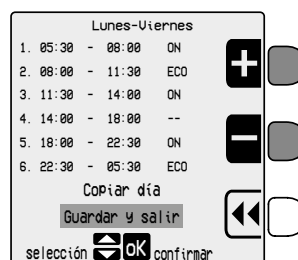 Lunes-Viernes
1. 05:30 - 08:00 ON
2. 08:00 - 11:30 ECO
3. 11:30 - 14:00 ON
4. 14:00 - 18:00 --
5. 18:00 - 22:30 ON
6. 22:30 - 05:30 ECO
Copiar día
Guardar y salir
selección OK confirmar